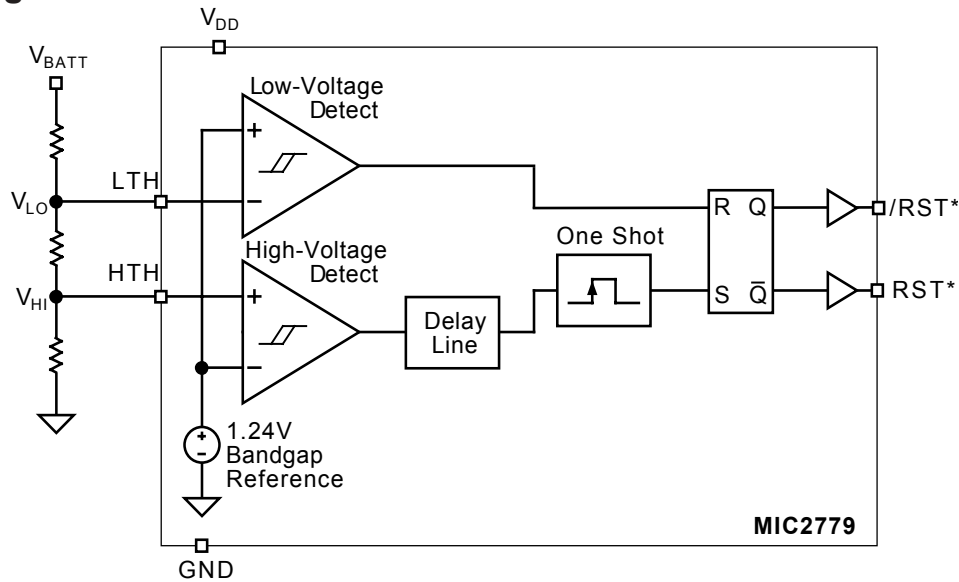 V_DD
V_BATT
Low-Voltage
Detect
+
LTH
V_LO
−
R Q
/RST*
High-Voltage
Detect
One Shot
HTH
V_HI
+
Delay
Line
S Q̅
RST*
−
+
−
1.24V
Bandgap
Reference
MIC2779
GND